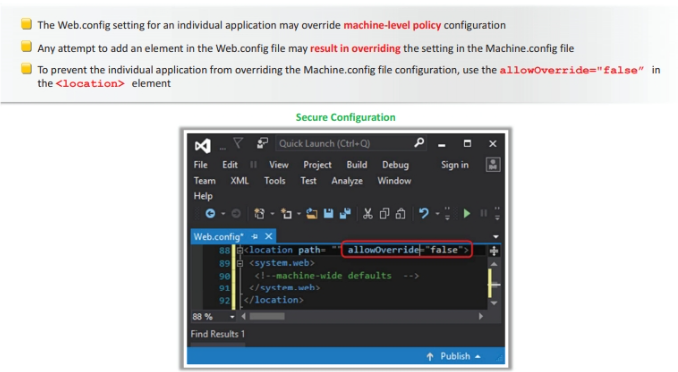 The Web.config setting for an individual application may override machine-level policy configuration
Any attempt to add an element in the Web.config file may result in overriding the setting in the Machine.config file
To prevent the individual application from overriding the Machine.config file configuration, use the allowOverride="false" in
the <location> element
Secure Configuration
Quick Launch (Ctrl+Q)
File Edit View Project Build Debug Sign in
Team XML Tools Test Analyze Window
Help
Web.config*
88 <location path= "" allowOverride="false">
89 <system.web>
90 <!--machine-wide defaults -->
91 </system.web>
92 </location>
88 %
Find Results 1
Publish